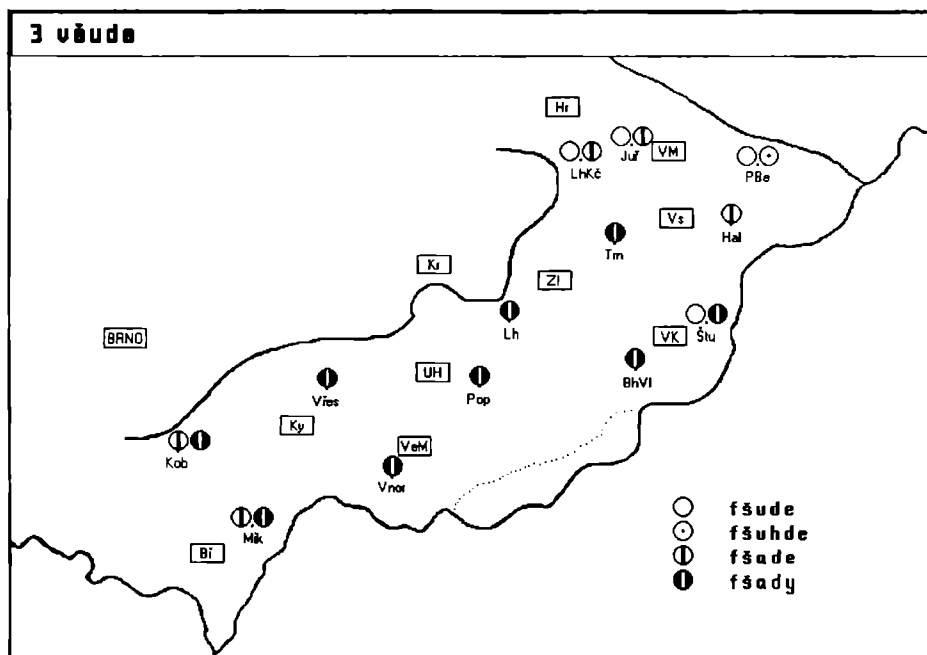 3 všude
Hr
Juř
VM
LhKč
PBe
Vs
Hal
Trn
Kr
Zl
BRNO
Lh
VK
Štu
UH
BhVl
Vřes
Pop
Ky
VeM
Kob
Vnor
Mik
Bř
fšude
fšuhde
fšade
fšady